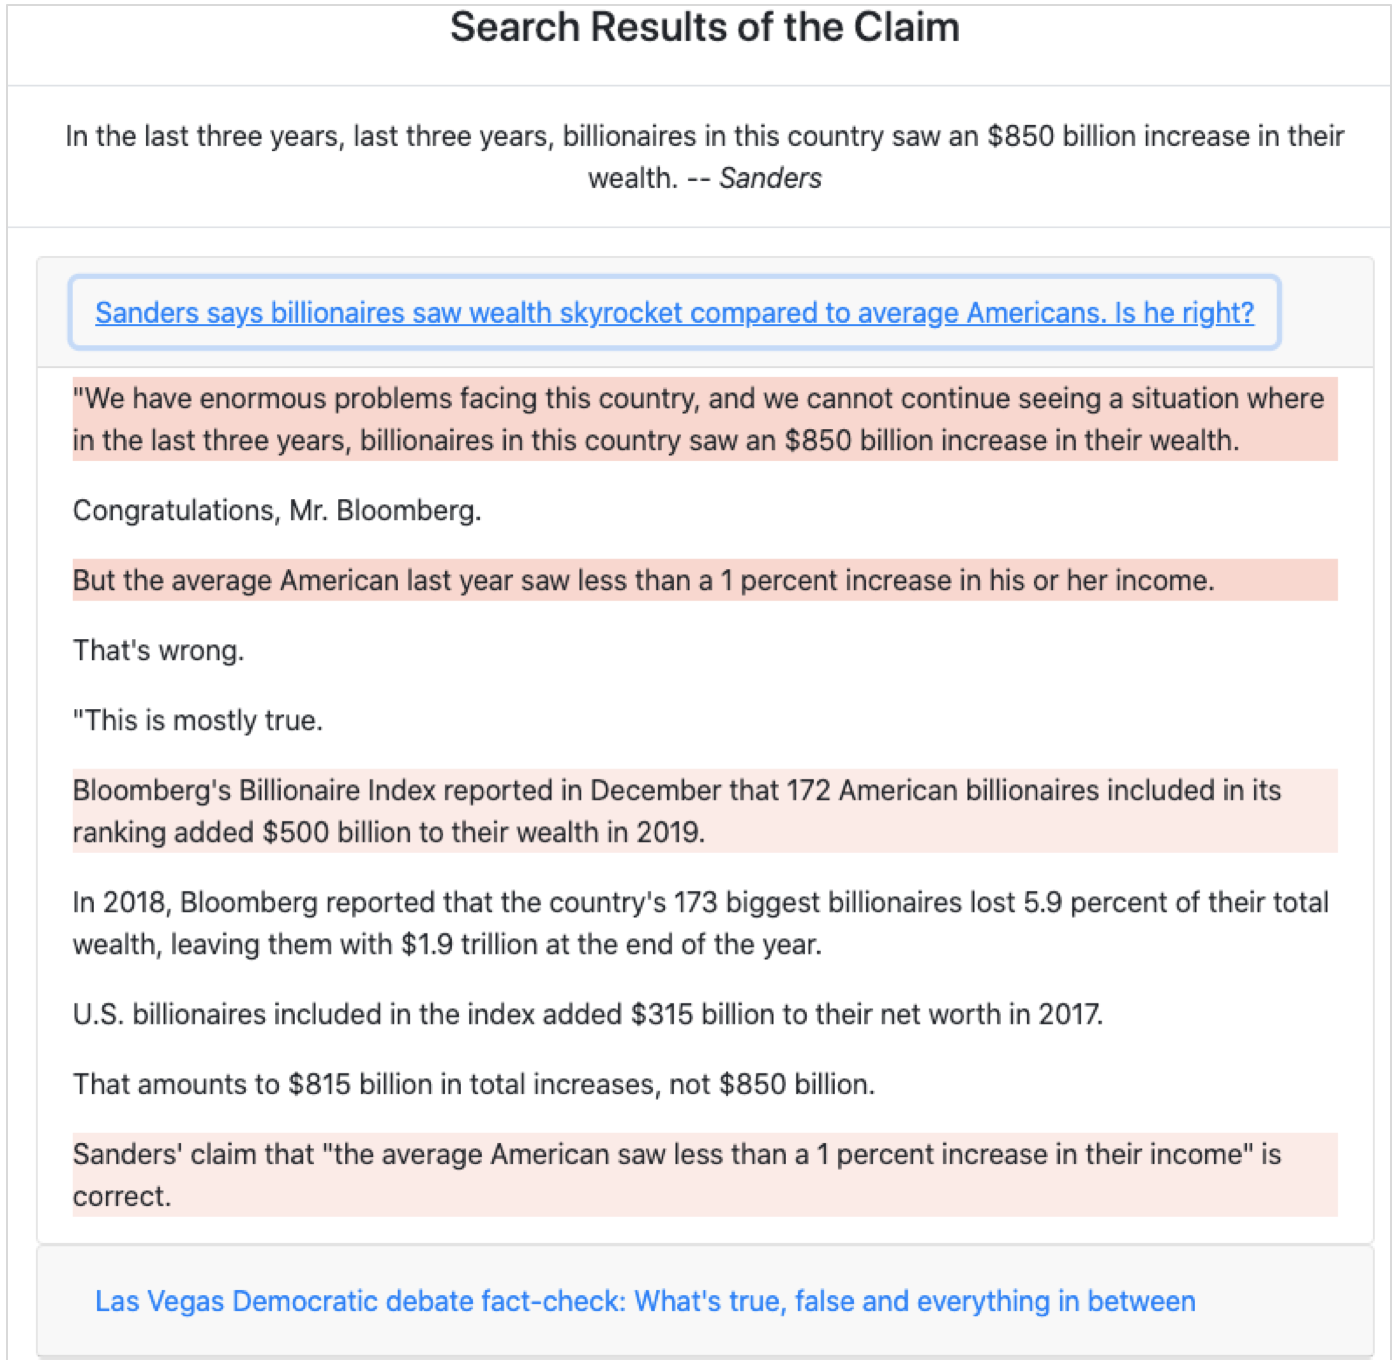 Search Results of the Claim
In the last three years, last three years, billionaires in this country saw an $850 billion increase in their
wealth. -- Sanders
Sanders says billionaires saw wealth skyrocket compared to average Americans. Is he right?
"We have enormous problems facing this country, and we cannot continue seeing a situation where
in the last three years, billionaires in this country saw an $850 billion increase in their wealth.
Congratulations, Mr. Bloomberg.
But the average American last year saw less than a 1 percent increase in his or her income.
That's wrong.
"This is mostly true.
Bloomberg's Billionaire Index reported in December that 172 American billionaires included in its
ranking added $500 billion to their wealth in 2019.
In 2018, Bloomberg reported that the country's 173 biggest billionaires lost 5.9 percent of their total
wealth, leaving them with $1.9 trillion at the end of the year.
U.S. billionaires included in the index added $315 billion to their net worth in 2017.
That amounts to $815 billion in total increases, not $850 billion.
Sanders' claim that "the average American saw less than a 1 percent increase in their income" is
correct.
Las Vegas Democratic debate fact-check: What's true, false and everything in between